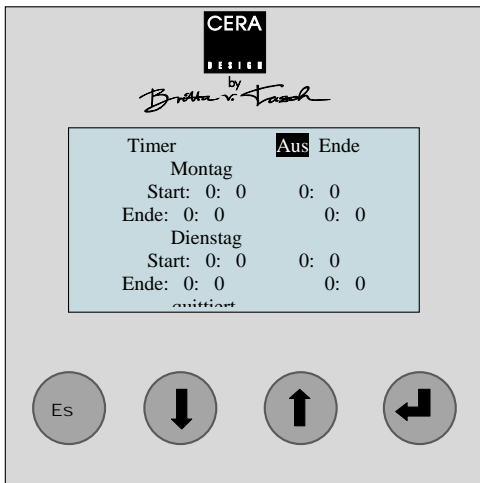 CERA
DESIGN
by
Britta v. Tasch
Timer Aus Ende
Montag
Start: 0: 0 0: 0
Ende: 0: 0 0: 0
Dienstag
Start: 0: 0 0: 0
Ende: 0: 0 0: 0
quittiert
Es